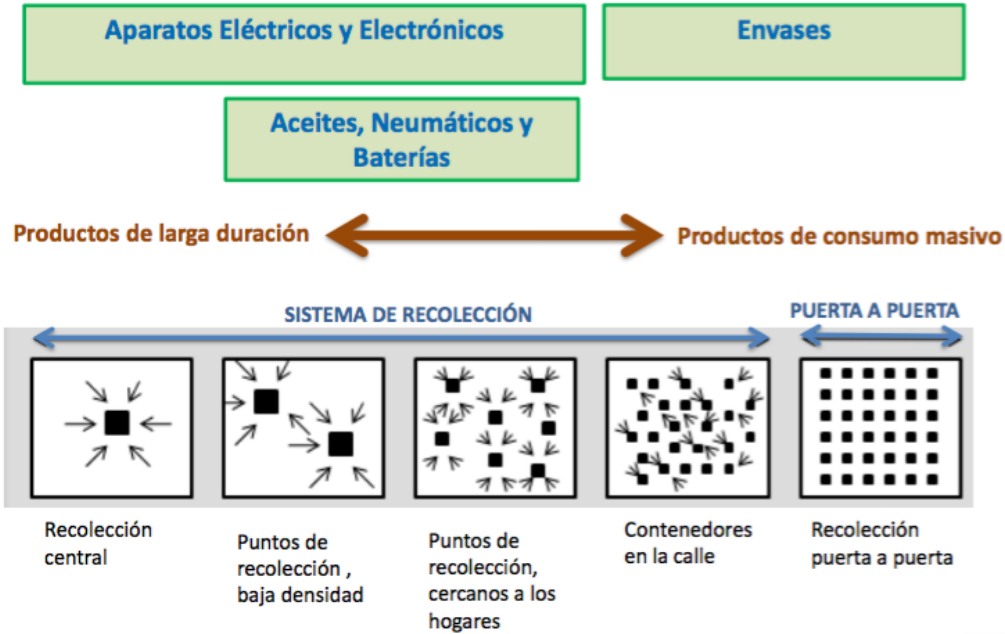 Aparatos Eléctricos y Electrónicos
Envases
Aceites, Neumáticos y
Baterías
Productos de larga duración
Productos de consumo masivo
SISTEMA DE RECOLECCIÓN
PUERTA A PUERTA
Recolección
central
Puntos de
recolección ,
baja densidad
Puntos de
recolección,
cercanos a los
hogares
Contenedores
en la calle
Recolección
puerta a puerta